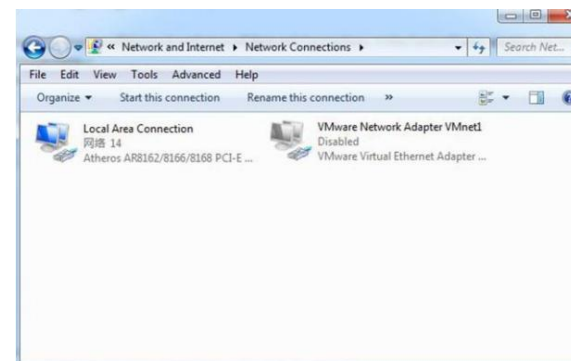 « Network and Internet ▸ Network Connections ▸
Search Net...
File Edit View Tools Advanced Help
Organize ▾ Start this connection Rename this connection »
Local Area Connection
网络 14
Atheros AR8162/8166/8168 PCI-E ...
VMware Network Adapter VMnet1
Disabled
VMware Virtual Ethernet Adapter ...